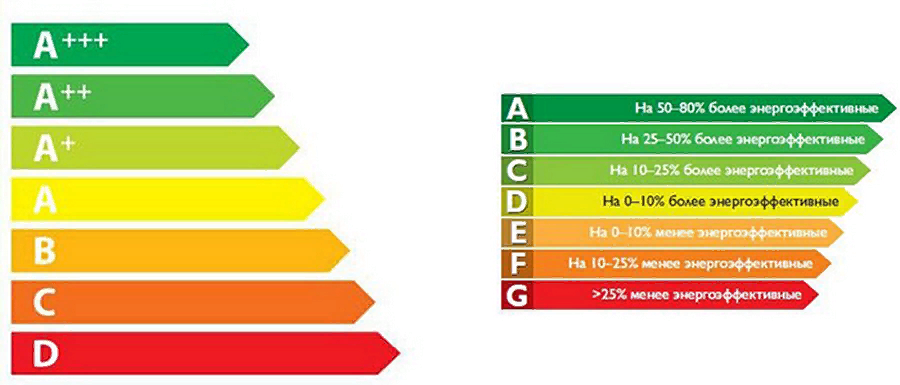 A+++
A++
A+
A
B
C
D
A На 50–80% более энергоэффективные
B На 25–50% более энергоэффективные
C На 10–25% более энергоэффективные
D На 0–10% более энергоэффективные
E На 0–10% менее энергоэффективные
F На 10–25% менее энергоэффективные
G >25% менее энергоэффективные